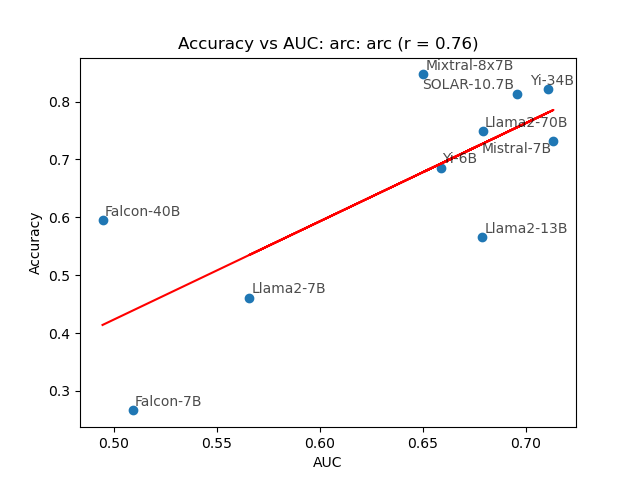 Accuracy vs AUC: arc: arc (r = 0.76)
Mixtral-8x7B
SOLAR-10.7B
Yi-34B
Llama2-70B
Mistral-7B
Yi-6B
Falcon-40B
Llama2-13B
Llama2-7B
Falcon-7B
Accuracy
0.8
0.7
0.6
0.5
0.4
0.3
0.50 0.55 0.60 0.65 0.70
AUC